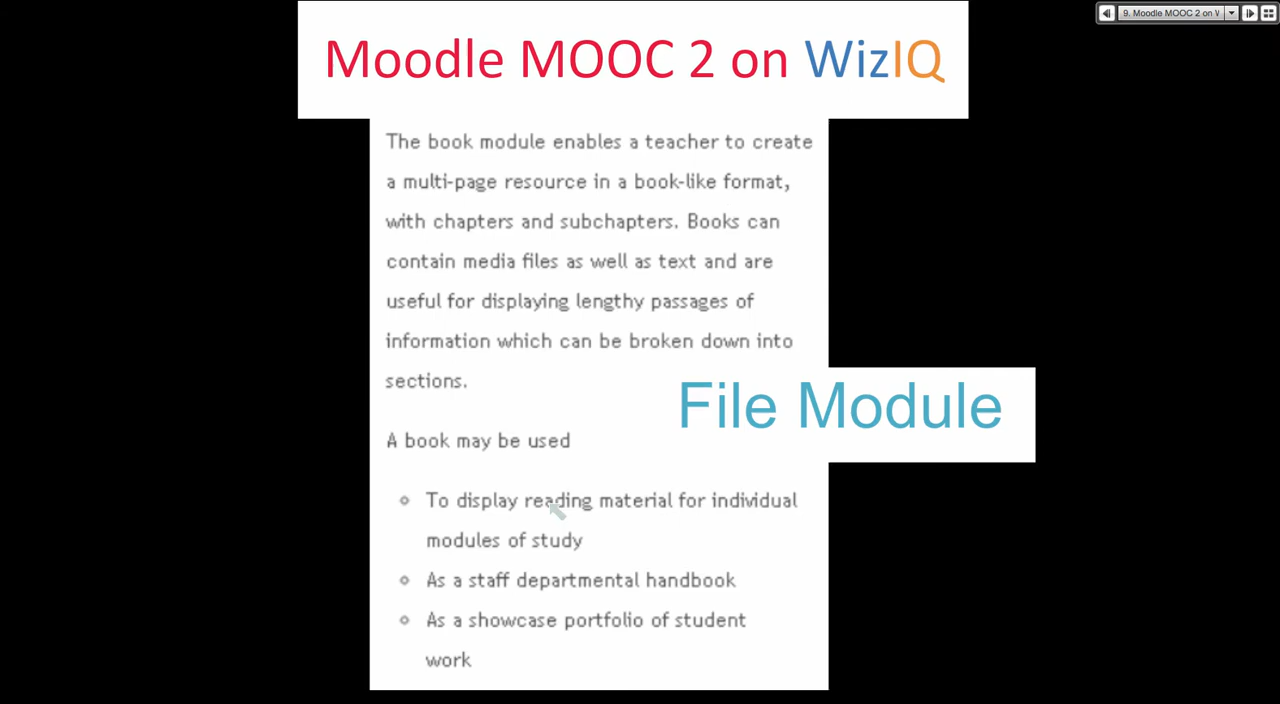 9. Moodle MOOC 2 on V
Moodle MOOC 2 on WizIQ
The book module enables a teacher to create
a multi-page resource in a book-like format,
with chapters and subchapters. Books can
contain media files as well as text and are
useful for displaying lengthy passages of
information which can be broken down into
sections.
File Module
A book may be used
To display reading material for individual
modules of study
As a staff departmental handbook
As a showcase portfolio of student
work